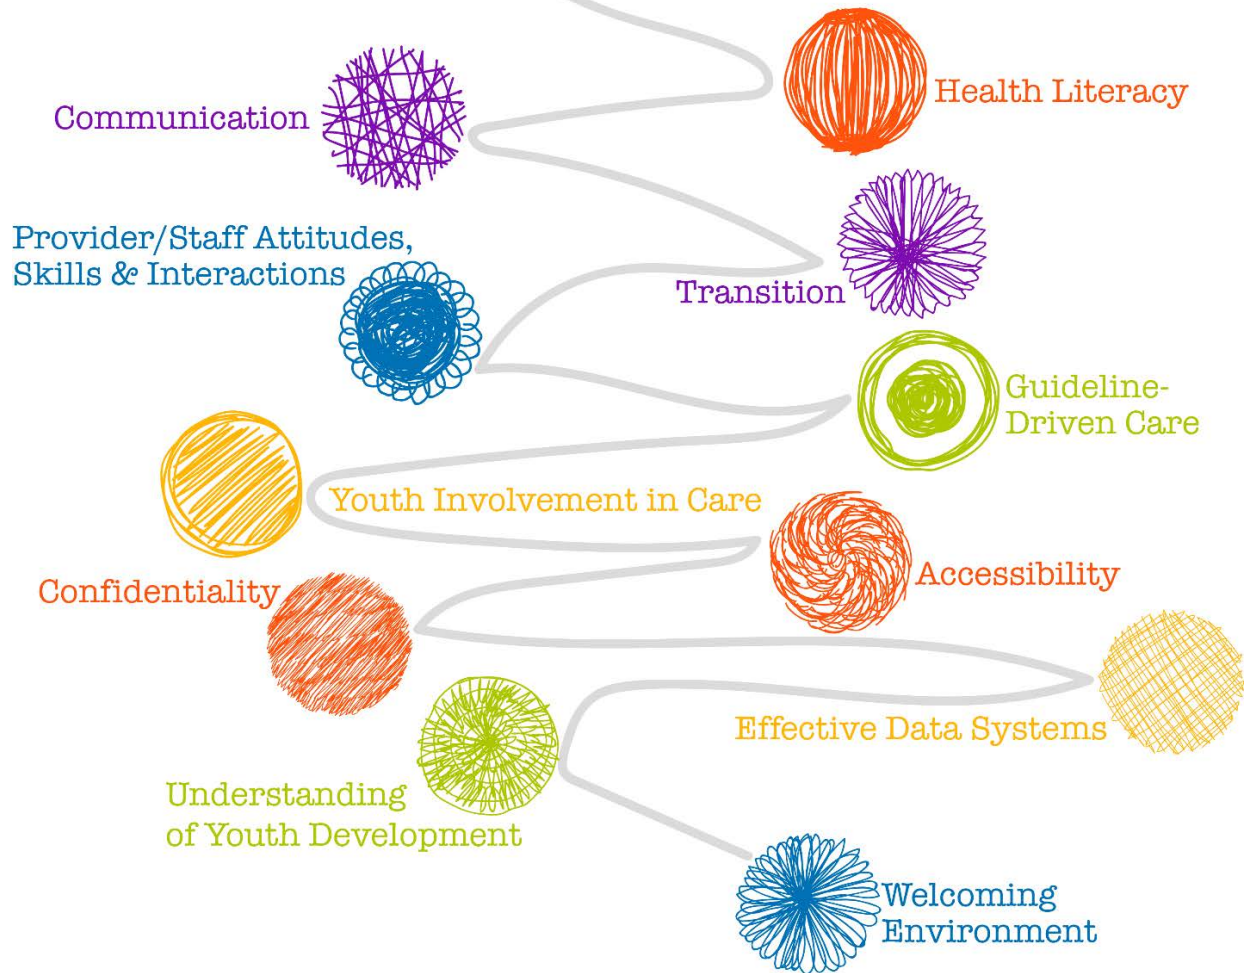 Health Literacy
Communication
Provider/Staff Attitudes,
Skills & Interactions
Transition
Guideline-
Driven Care
Youth Involvement in Care
Accessibility
Confidentiality
Effective Data Systems
Understanding
of Youth Development
Welcoming
Environment